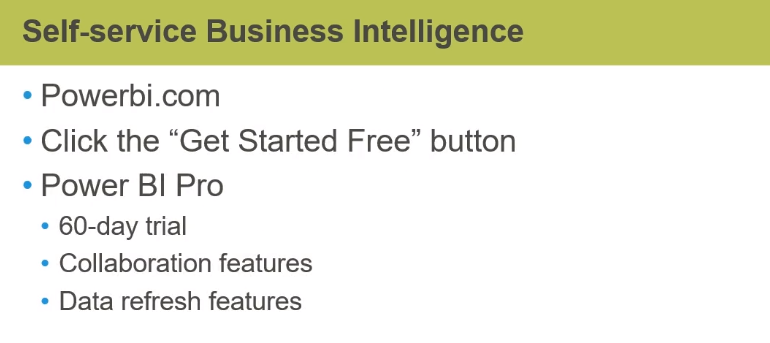 Self-service Business Intelligence
• Powerbi.com
• Click the “Get Started Free” button
• Power BI Pro
• 60-day trial
• Collaboration features
• Data refresh features